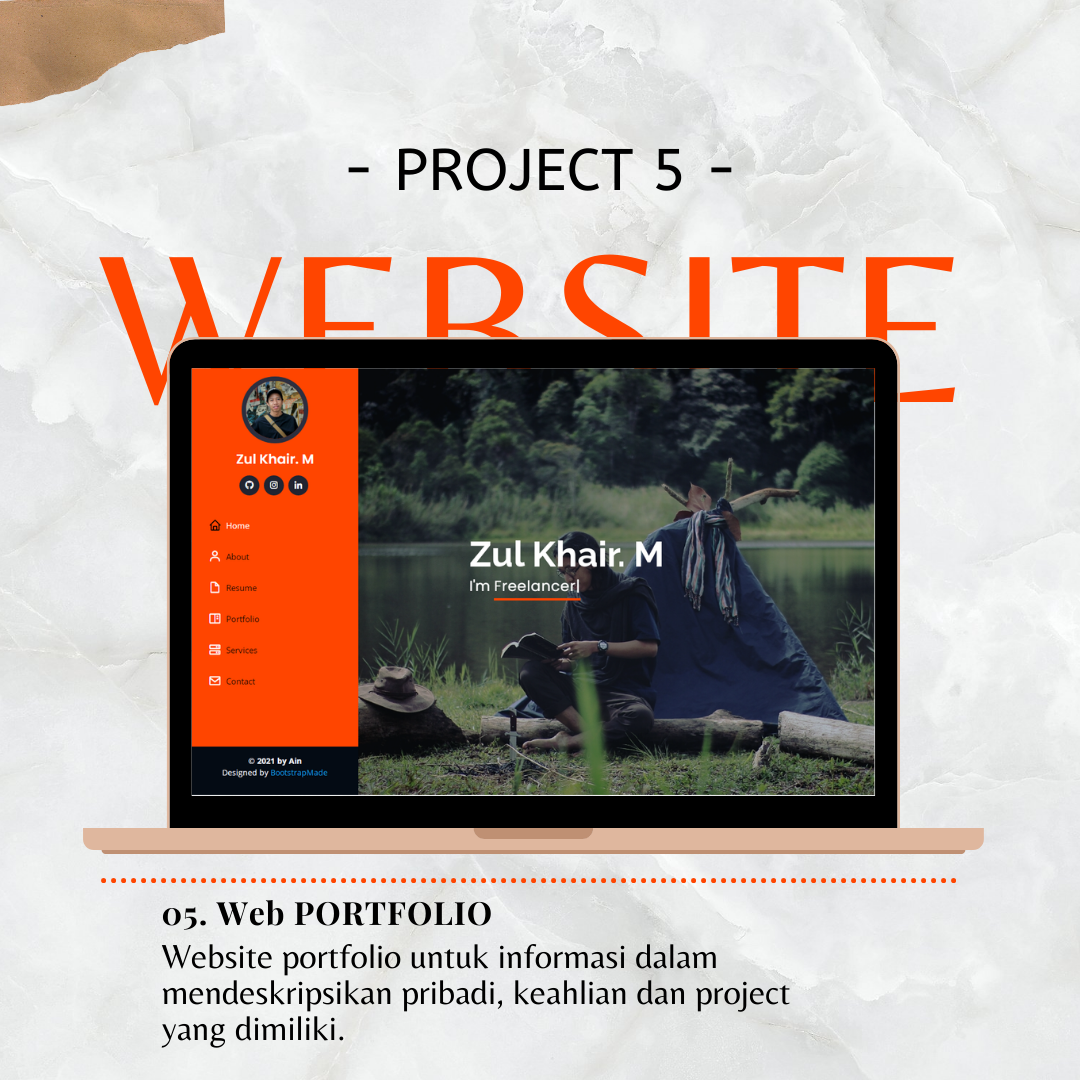 - PROJECT 5 -
WEBSITE
Zul Khair. M
Home
About
Resume
Portfolio
Services
Contact
© 2021 by Ain
Designed by BootstrapMade
Zul Khair. M
I'm Freelancer|
05. Web PORTFOLIO
Website portfolio untuk informasi dalam
mendeskripsikan pribadi, keahlian dan project
yang dimiliki.